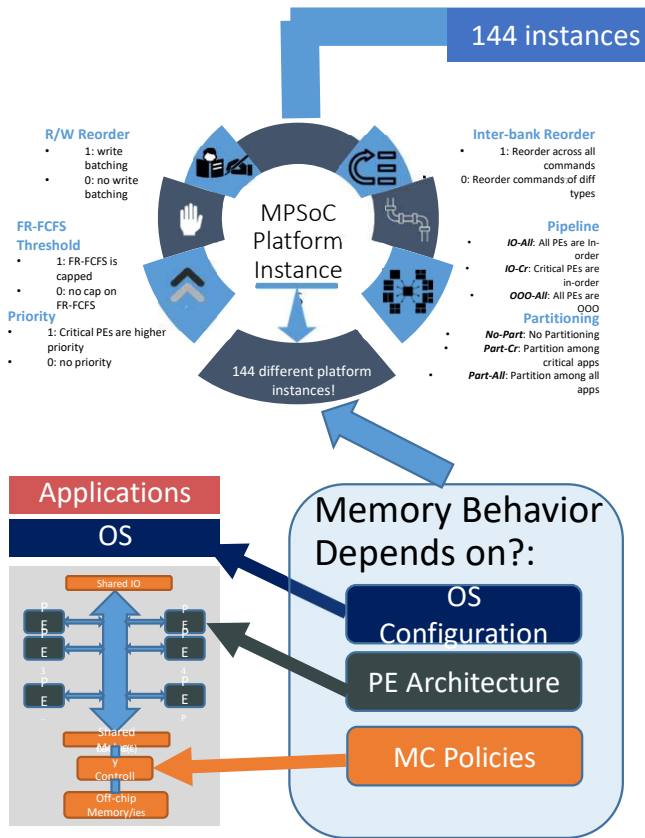 144 instances
R/W Reorder
• 1: write
batching
• 0: no write
batching
FR-FCFS
Threshold
• 1: FR-FCFS is
capped
• 0: no cap on
FR-FCFS
Priority
• 1: Critical PEs are higher
priority
• 0: no priority
MPSoC
Platform
Instance
s
144 different platform
instances!
Inter-bank Reorder
• 1: Reorder across all
commands
• 0: Reorder commands of diff
types
Pipeline
• IO-All: All PEs are In-
order
• IO-Cr: Critical PEs are
in-order
• OOO-All: All PEs are
OOO
Partitioning
• No-Part: No Partitioning
• Part-Cr: Partition among
critical apps
• Part-All: Partition among all
apps
Applications
OS
Shared IO
P
E
P
E
P
E
3
P
E
4
P
E
..
P
E
P
Shared
y
Controll
Off-chip
Memory/ies
Memory Behavior
Depends on?:
OS
Configuration
PE Architecture
MC Policies